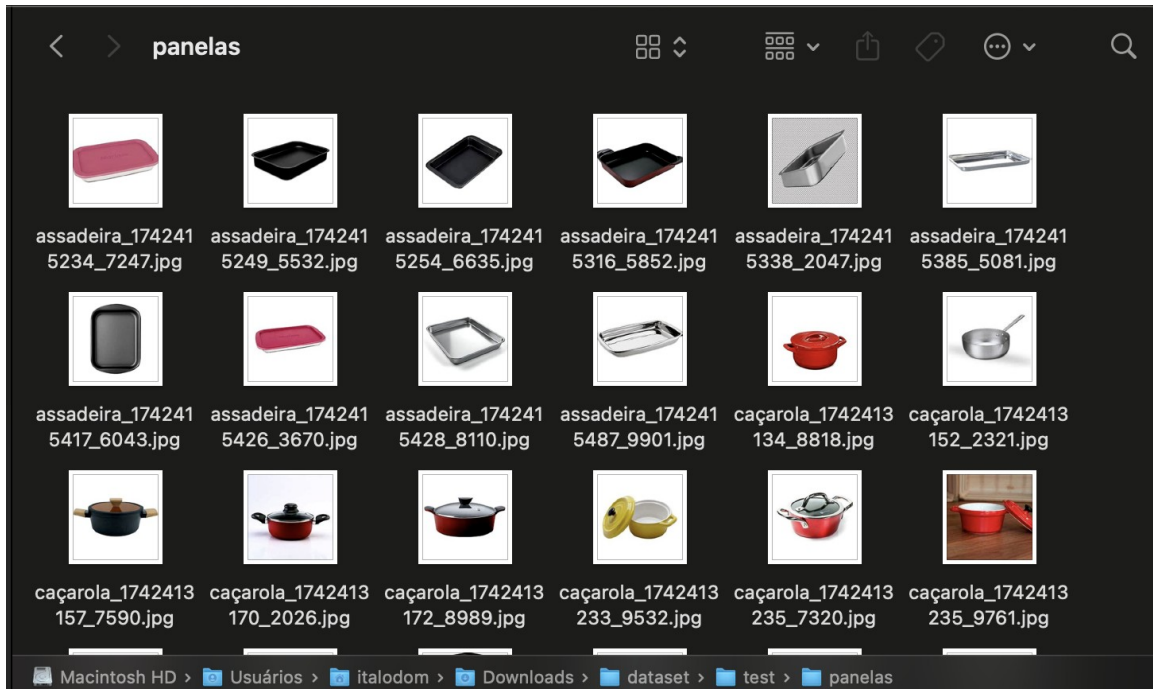 panelas
assadeira_174241 assadeira_174241 assadeira_174241 assadeira_174241 assadeira_174241 assadeira_174241
5234_7247.jpg 5249_5532.jpg 5254_6635.jpg 5316_5852.jpg 5338_2047.jpg 5385_5081.jpg
assadeira_174241 assadeira_174241 assadeira_174241 assadeira_174241 caçarola_1742413 caçarola_1742413
5417_6043.jpg 5426_3670.jpg 5428_8110.jpg 5487_9901.jpg 134_8818.jpg 152_2321.jpg
caçarola_1742413 caçarola_1742413 caçarola_1742413 caçarola_1742413 caçarola_1742413 caçarola_1742413
157_7590.jpg 170_2026.jpg 172_8989.jpg 233_9532.jpg 235_7320.jpg 235_9761.jpg
Macintosh HD › Usuários › italodom › Downloads › dataset › test › panelas